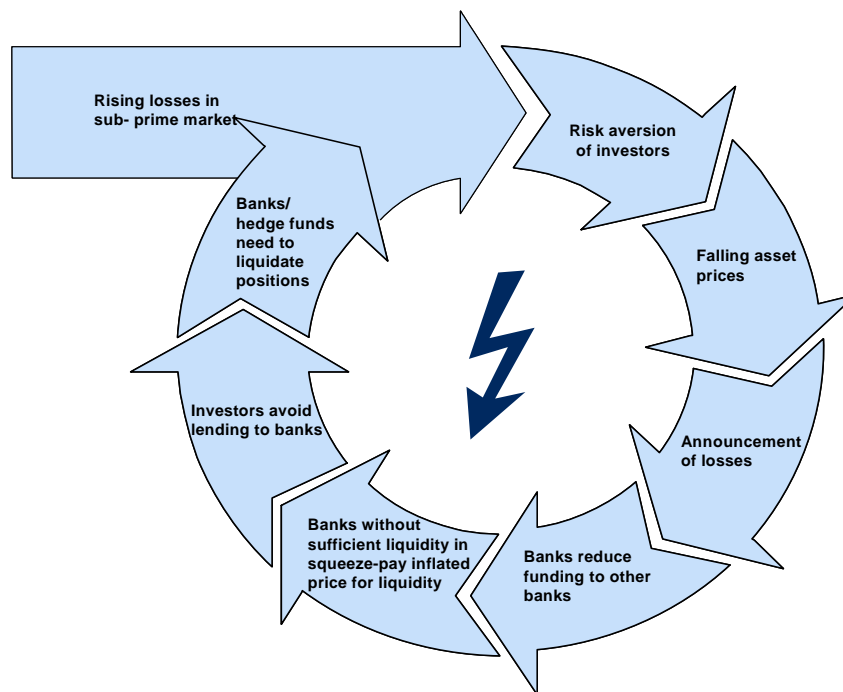 Rising losses in
sub- prime market
Risk aversion
of investors
Falling asset
prices
Announcement
of losses
Banks reduce
funding to other
banks
Banks without
sufficient liquidity in
squeeze-pay inflated
price for liquidity
Investors avoid
lending to banks
Banks/
hedge funds
need to
liquidate
positions